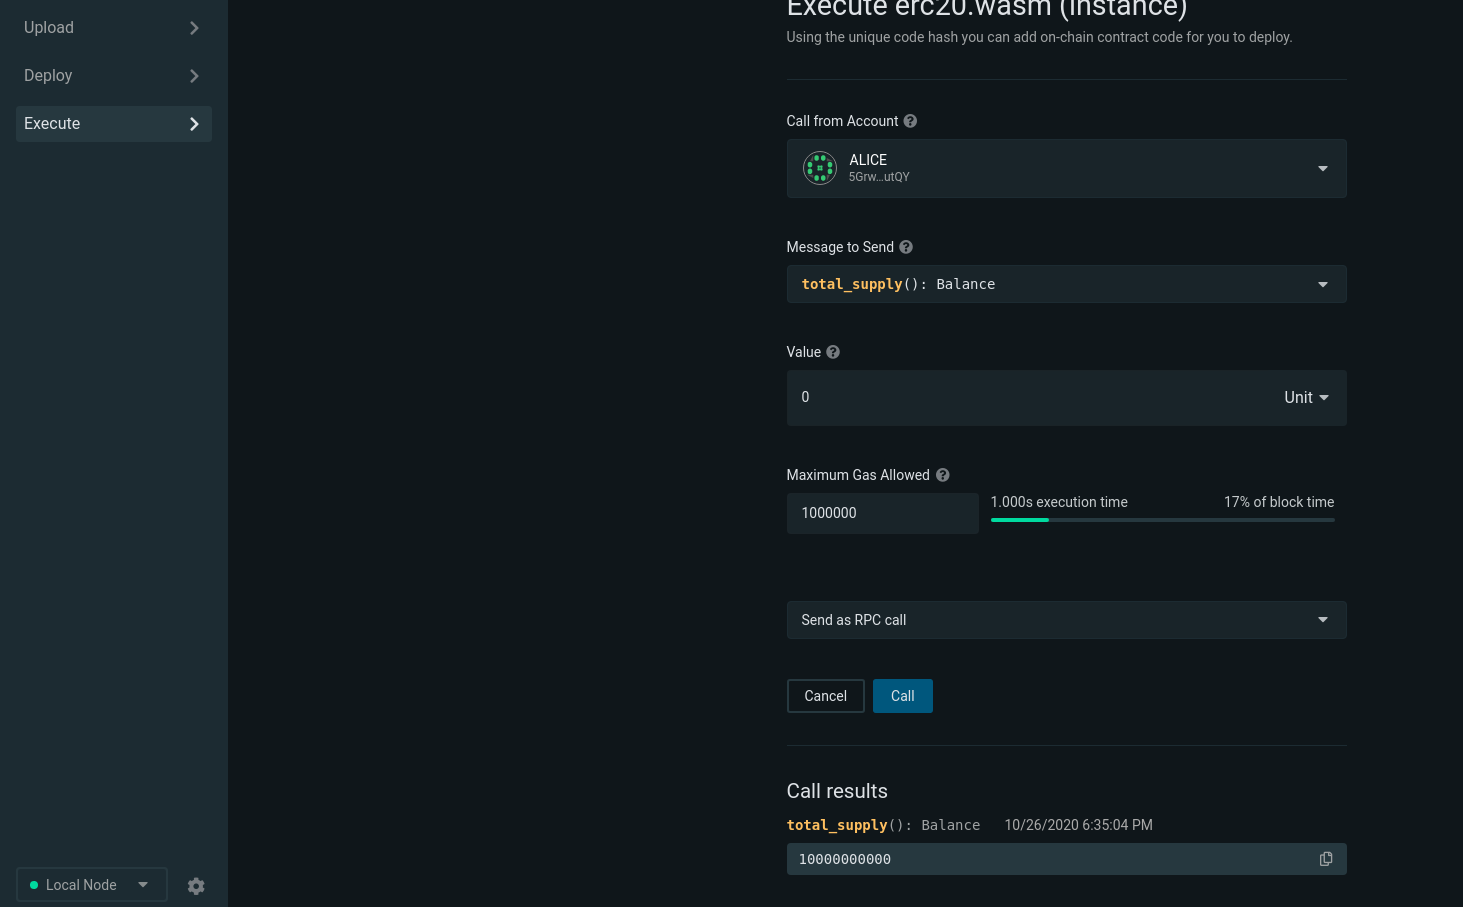 Upload
Deploy
Execute
Local Node
Execute erc20.wasm (Instance)
Using the unique code hash you can add on-chain contract code for you to deploy.
Call from Account
ALICE
5Grw...utQY
Message to Send
total_supply(): Balance
Value
0 Unit
Maximum Gas Allowed
1000000
1.000s execution time 17% of block time
Send as RPC call
Cancel Call
Call results
total_supply(): Balance 10/26/2020 6:35:04 PM
10000000000